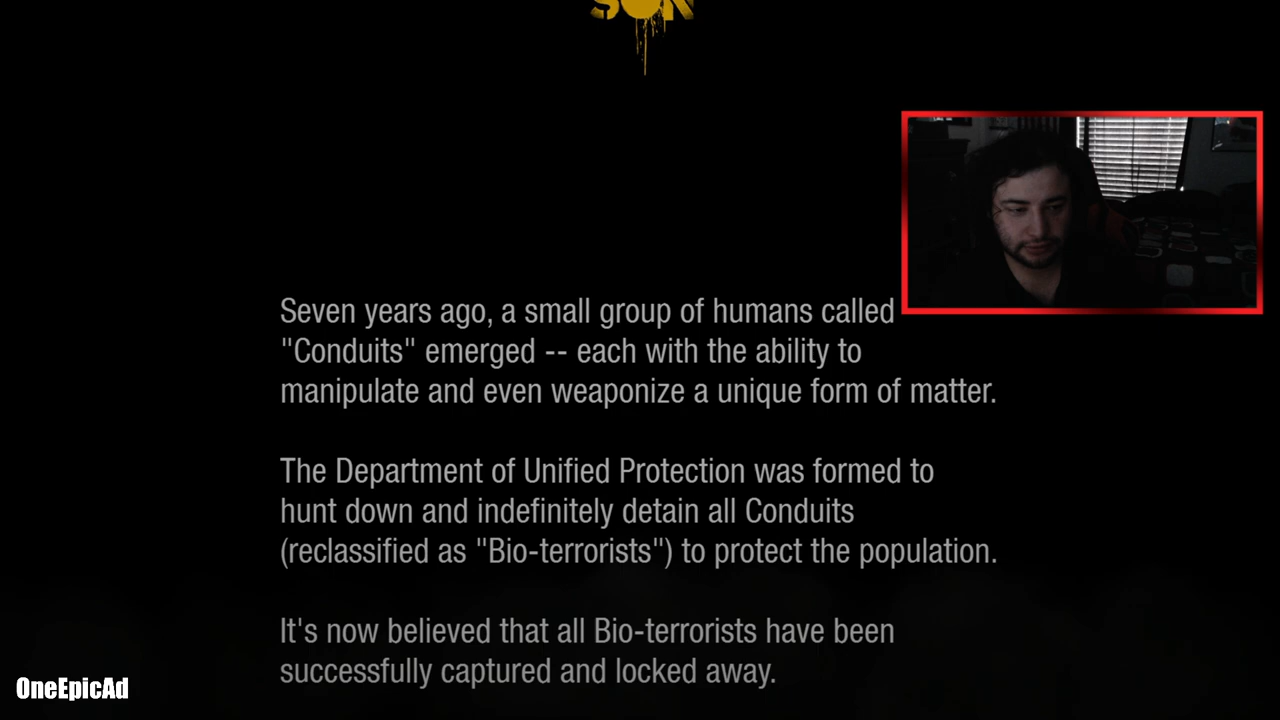 SON
Seven years ago, a small group of humans called
"Conduits" emerged -- each with the ability to
manipulate and even weaponize a unique form of matter.
The Department of Unified Protection was formed to
hunt down and indefinitely detain all Conduits
(reclassified as "Bio-terrorists") to protect the population.
It's now believed that all Bio-terrorists have been
successfully captured and locked away.
OneEpicAd